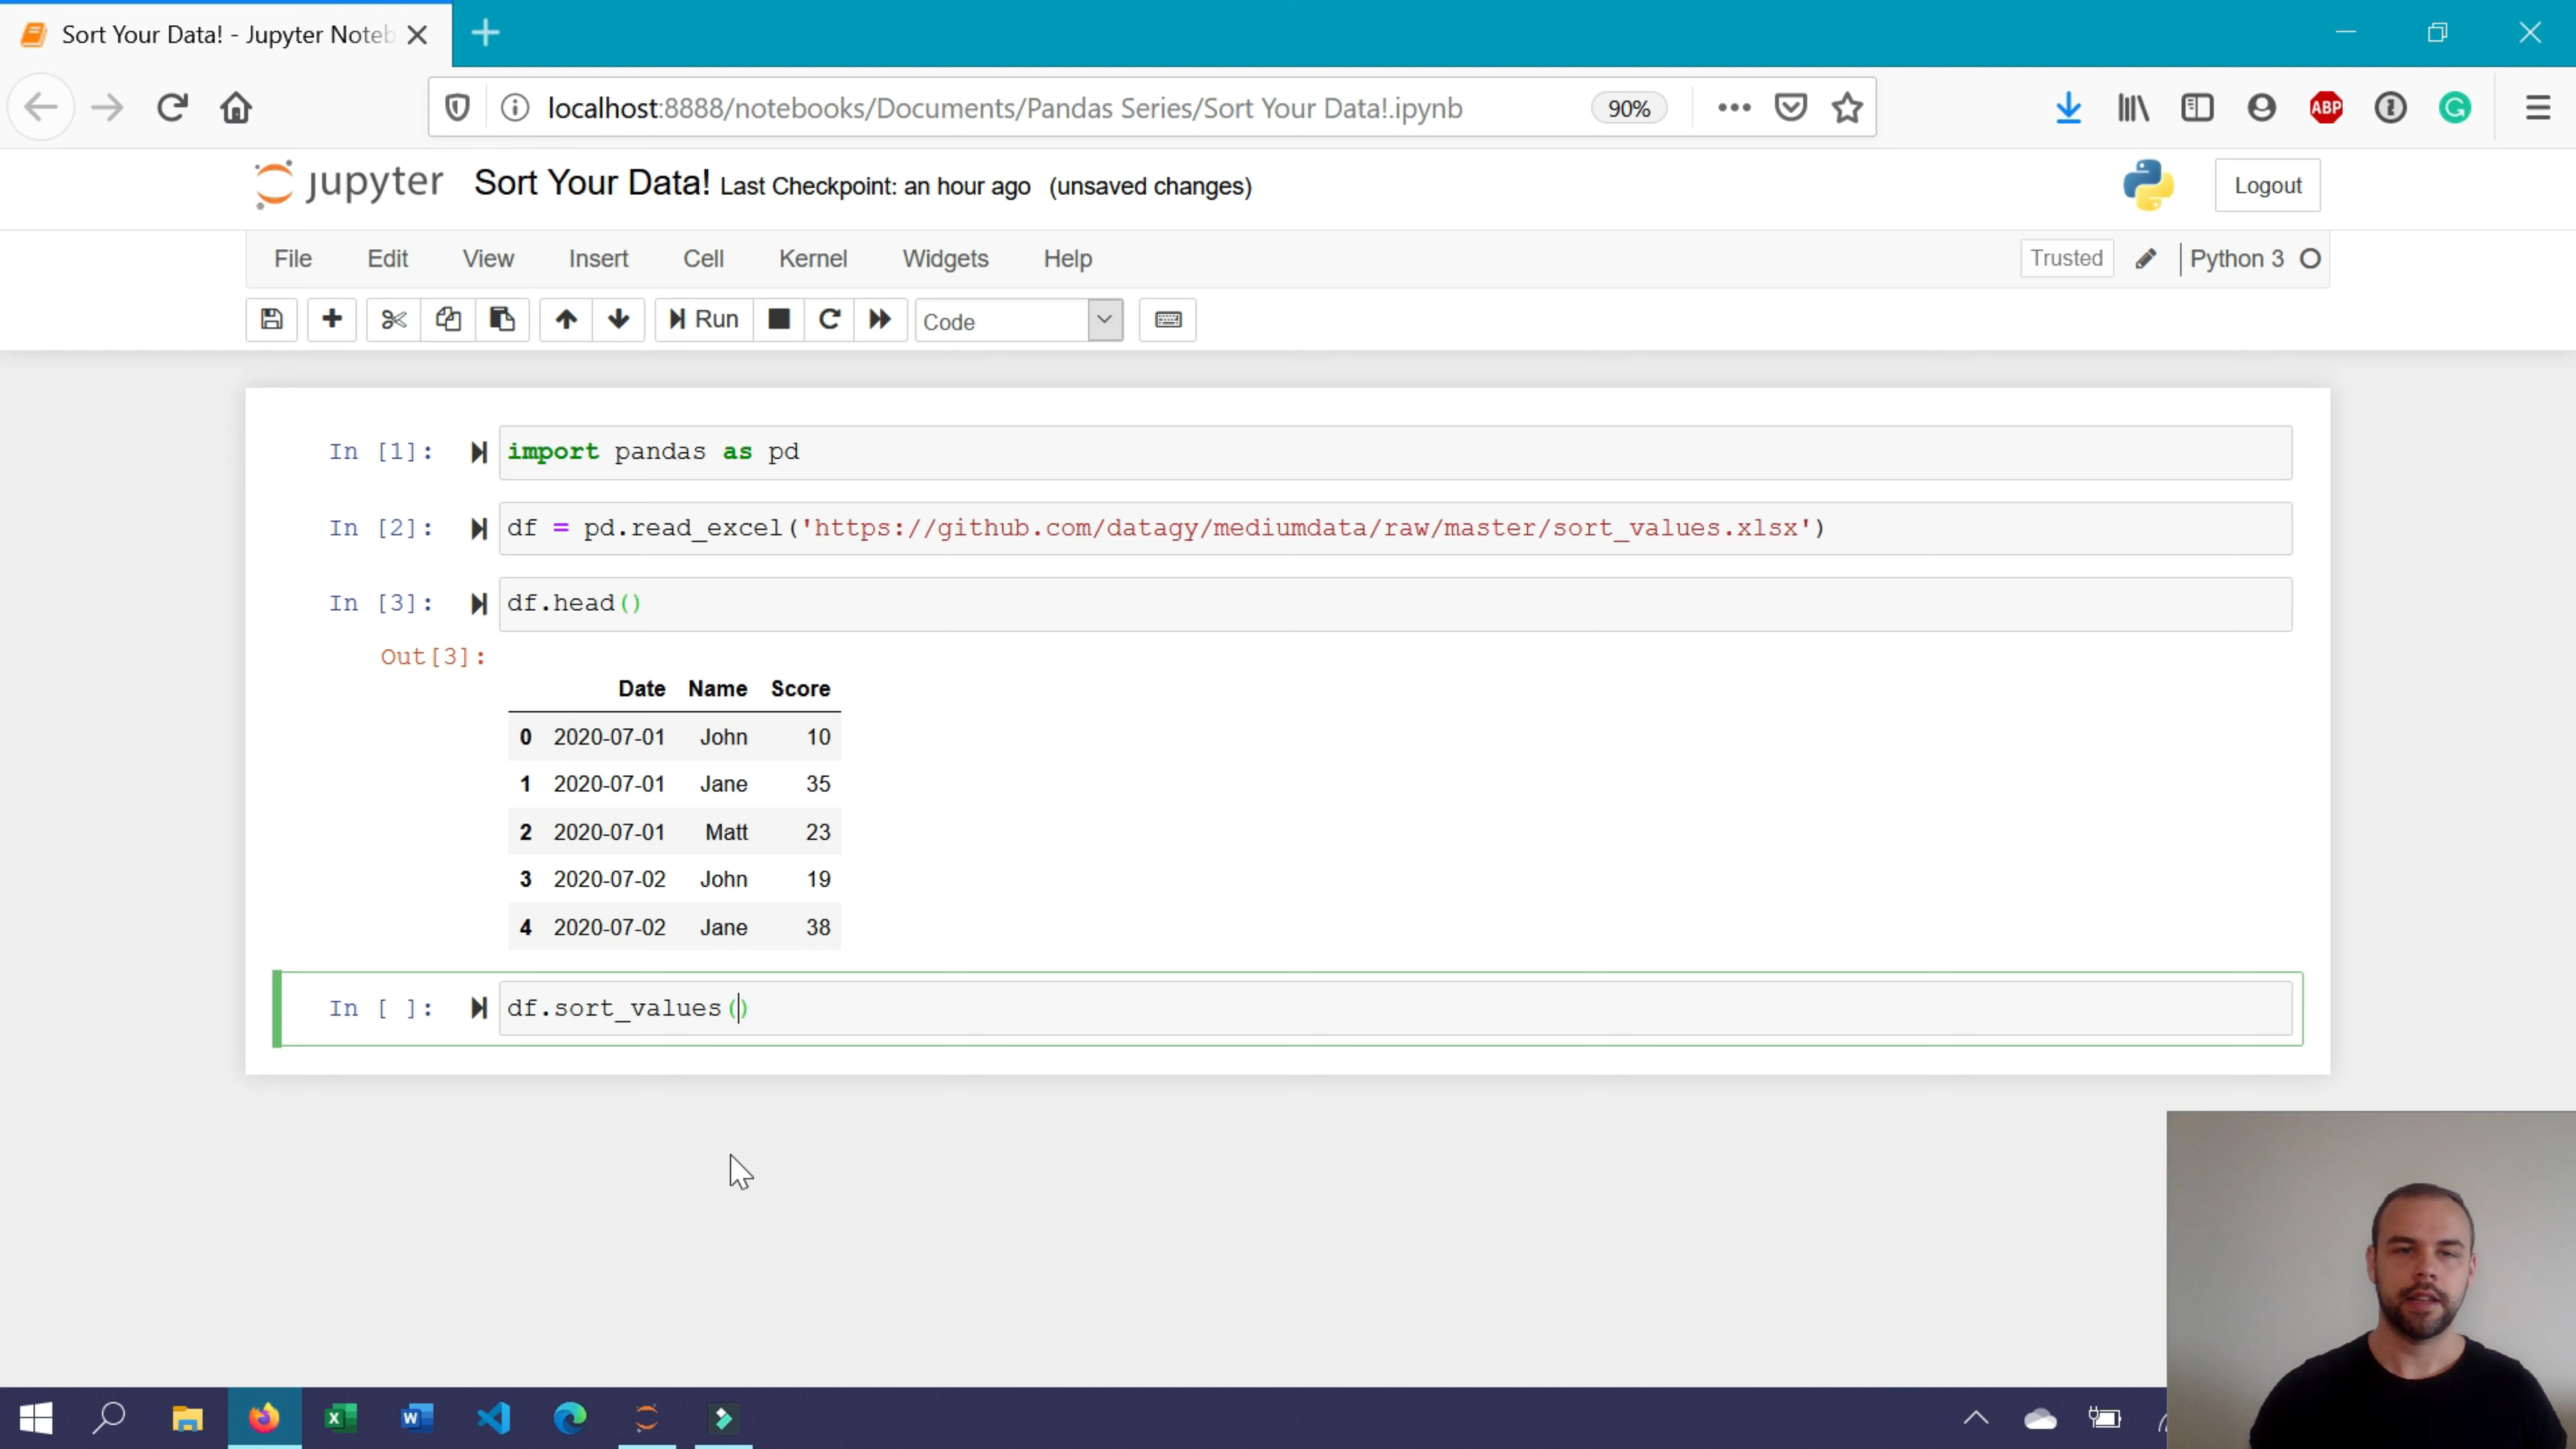 Sort Your Data! - Jupyter Noteb
localhost:8888/notebooks/Documents/Pandas Series/Sort Your Data!.ipynb
90%
ABP
jupyter Sort Your Data! Last Checkpoint: an hour ago (unsaved changes)
Logout
File Edit View Insert Cell Kernel Widgets Help
Trusted Python 3
Run Code
In [1]: import pandas as pd
In [2]: df = pd.read_excel('https://github.com/datagy/mediumdata/raw/master/sort_values.xlsx')
In [3]: df.head()
Out[3]:
Date Name Score
0 2020-07-01 John 10
1 2020-07-01 Jane 35
2 2020-07-01 Matt 23
3 2020-07-02 John 19
4 2020-07-02 Jane 38
In [ ]: df.sort_values()